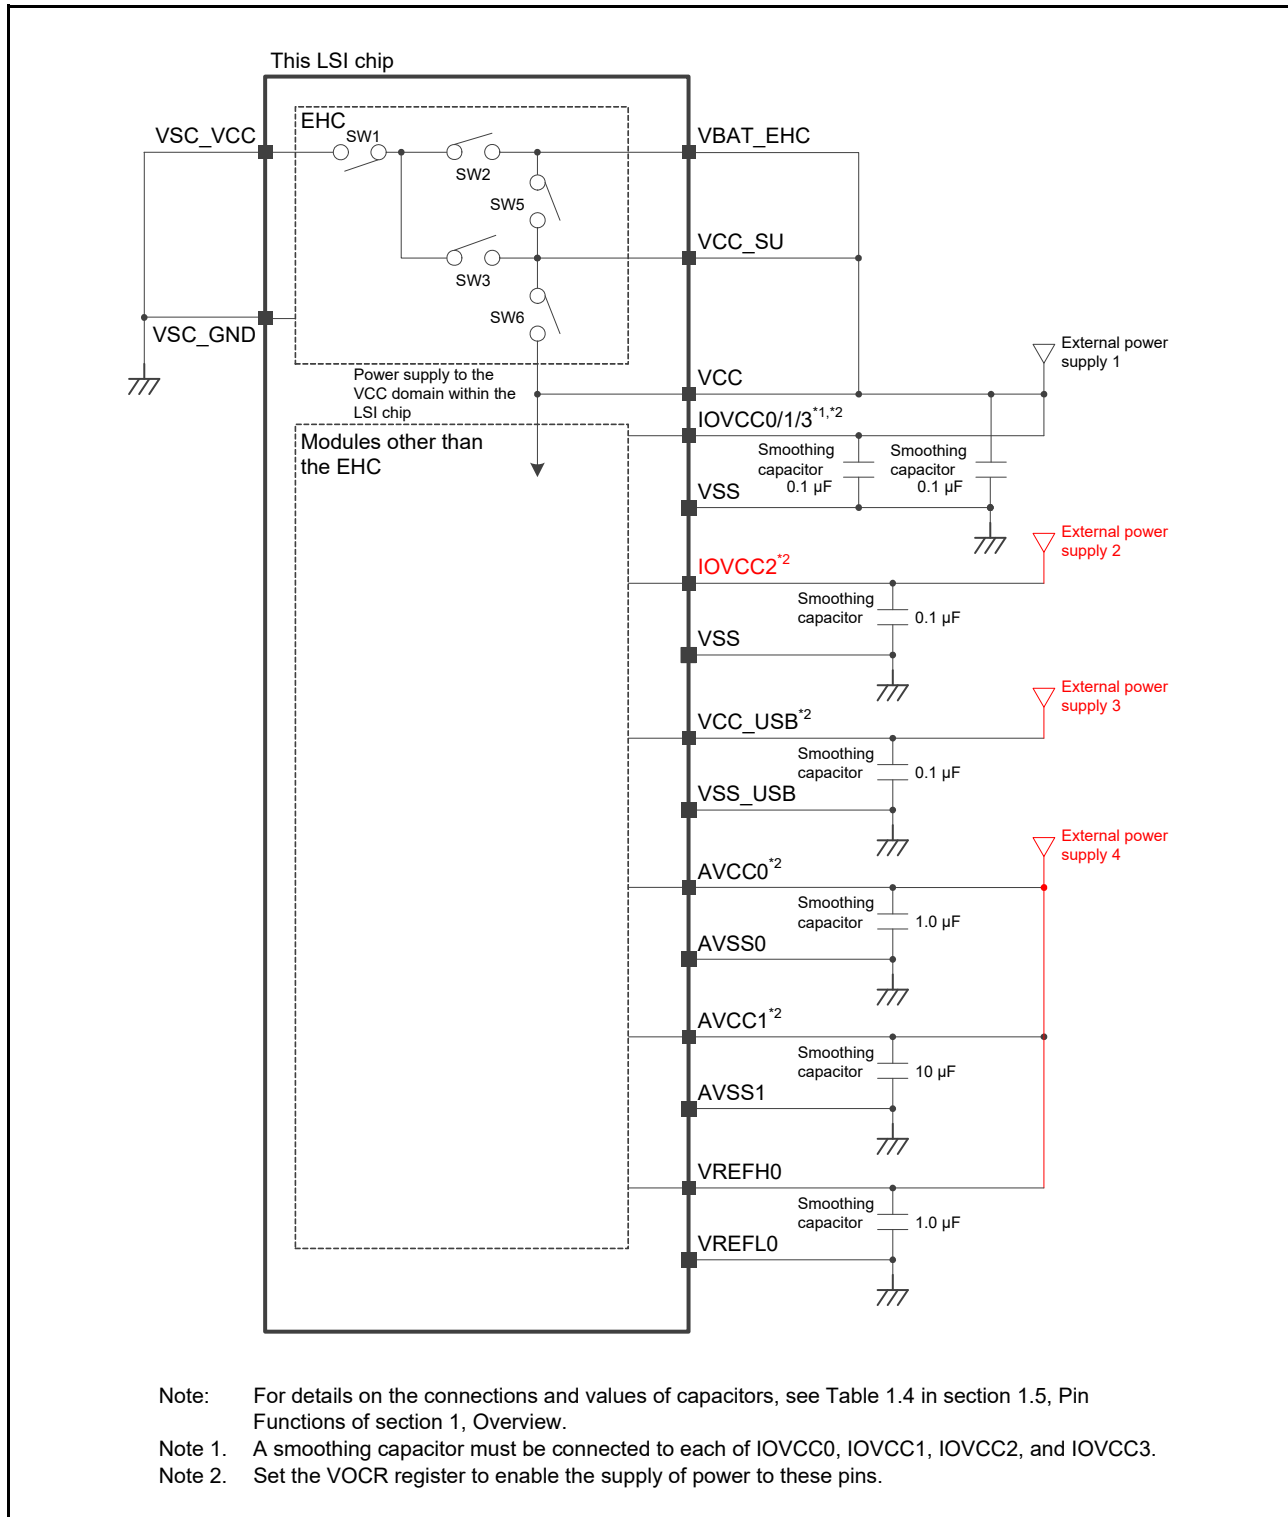 This LSI chip
EHC
VSC_VCC
SW1
SW2
VBAT_EHC
SW5
VCC_SU
SW3
SW6
VSC_GND
Power supply to the
VCC domain within the
LSI chip
VCC
External power
supply 1
IOVCC0/1/3*1,*2
Modules other than
the EHC
Smoothing
capacitor
0.1 µF
Smoothing
capacitor
0.1 µF
VSS
External power
supply 2
IOVCC2*2
Smoothing
capacitor
0.1 µF
VSS
External power
supply 3
VCC_USB*2
Smoothing
capacitor
0.1 µF
VSS_USB
External power
supply 4
AVCC0*2
Smoothing
capacitor
1.0 µF
AVSS0
AVCC1*2
Smoothing
capacitor
10 µF
AVSS1
VREFH0
Smoothing
capacitor
1.0 µF
VREFL0
Note: For details on the connections and values of capacitors, see Table 1.4 in section 1.5, Pin
Functions of section 1, Overview.
Note 1. A smoothing capacitor must be connected to each of IOVCC0, IOVCC1, IOVCC2, and IOVCC3.
Note 2. Set the VOCR register to enable the supply of power to these pins.